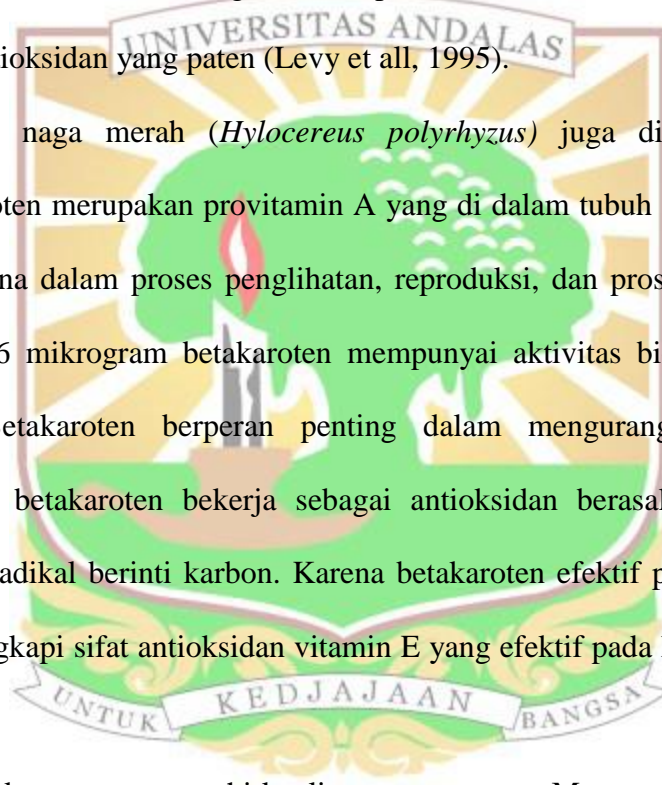 UNIVERSITAS ANDALAS
ioksidan yang paten (Levy et all, 1995).
naga merah (Hylocereus polyrhyzus) juga di
oten merupakan provitamin A yang di dalam tubuh
na dalam proses penglihatan, reproduksi, dan pros
6 mikrogram betakaroten mempunyai aktivitas bi
etakaroten berperan penting dalam mengurang
betakaroten bekerja sebagai antioksidan berasal
adikal berinti karbon. Karena betakaroten efektif p
gkapi sifat antioksidan vitamin E yang efektif pada
UNTUK KEDJAJAAN BANGSA